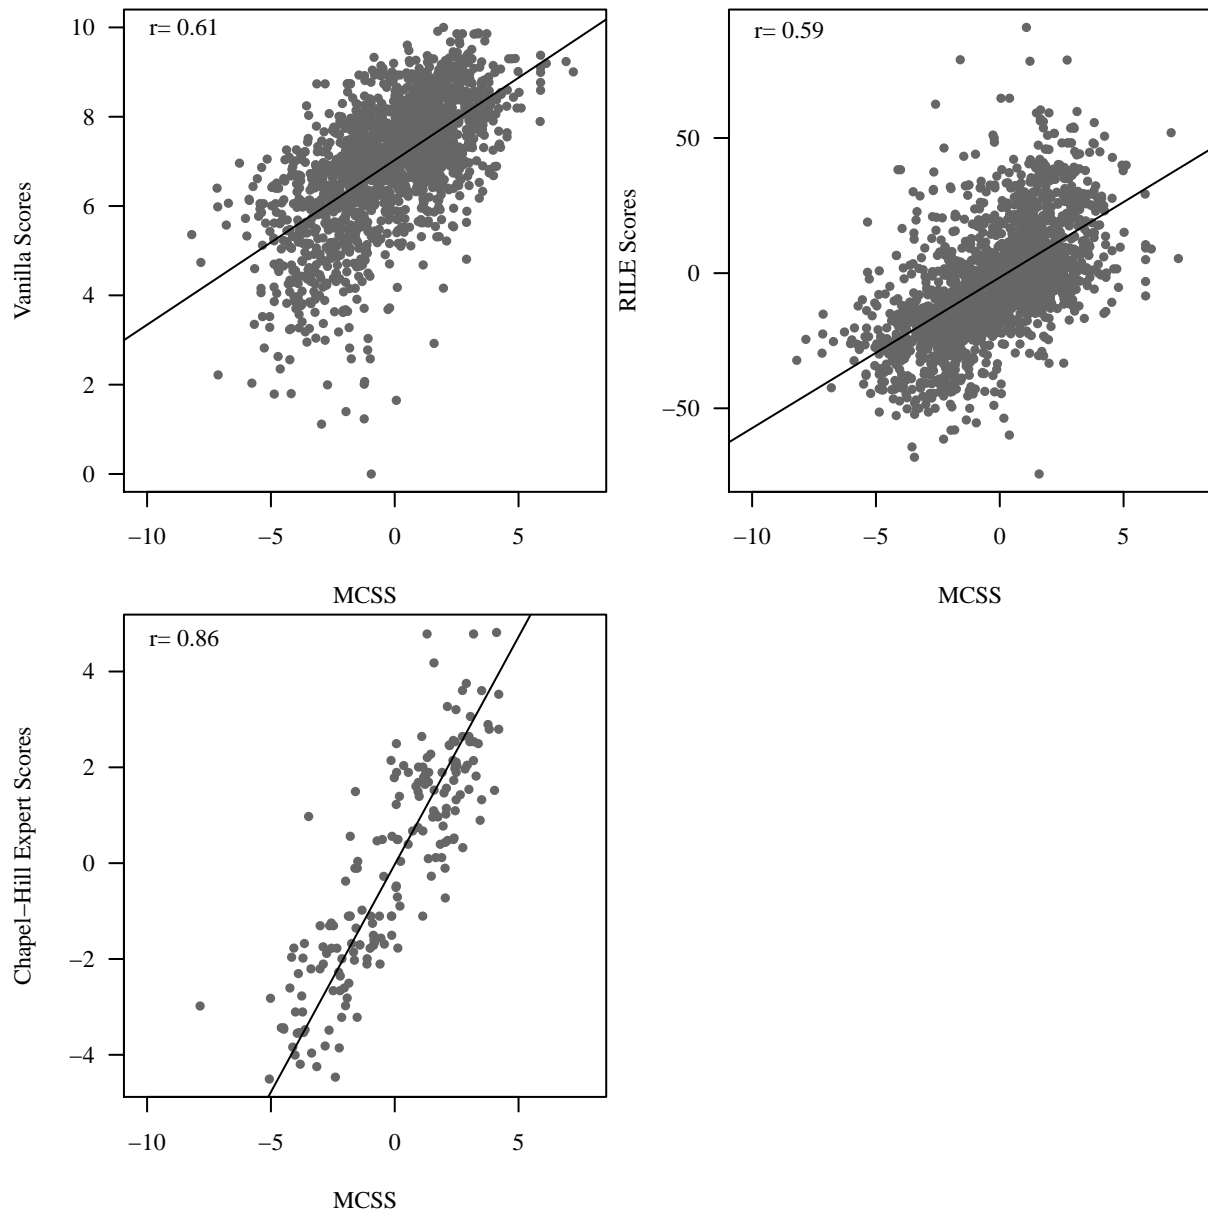 r= 0.61
10
8
6
4
2
0
Vanilla Scores
−10 −5 0 5
MCSS
r= 0.59
50
0
−50
RILE Scores
−10 −5 0 5
MCSS
r= 0.86
4
2
0
−2
−4
Chapel−Hill Expert Scores
−10 −5 0 5
MCSS